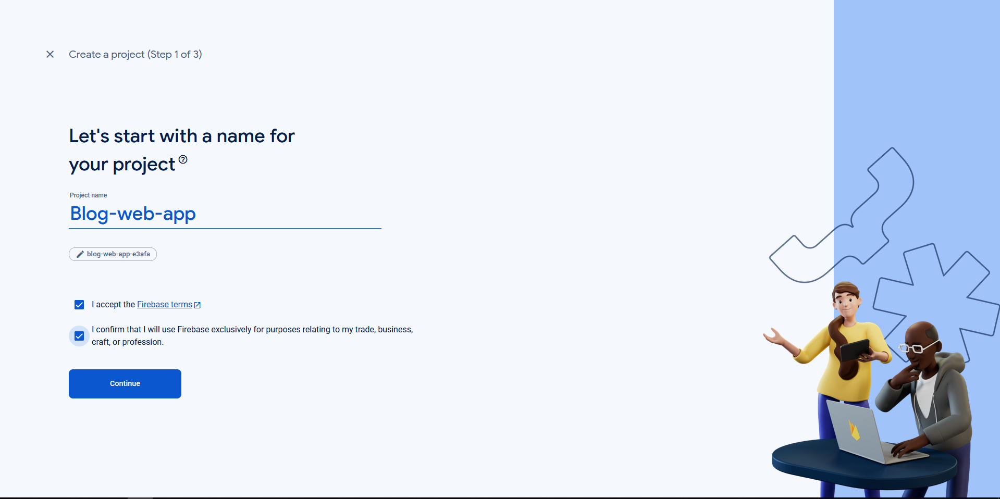 Create a project (Step 1 of 3)
Let's start with a name for
your project
Project name
Blog-web-app
blog-web-app-e3afa
I accept the Firebase terms
I confirm that I will use Firebase exclusively for purposes relating to my trade, business,
craft, or profession.
Continue